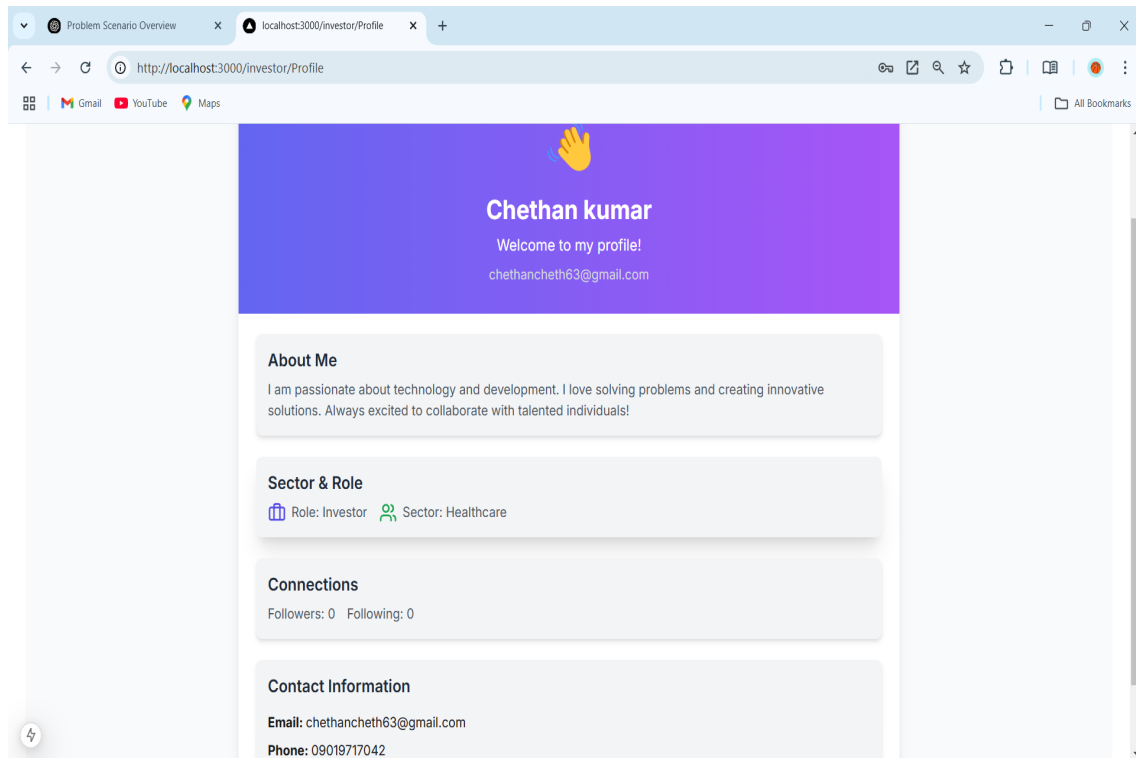 Problem Scenario Overview
localhost:3000/investor/Profile
http://localhost:3000/investor/Profile
Gmail YouTube Maps All Bookmarks
Chethan kumar
Welcome to my profile!
chethancheth63@gmail.com
About Me
I am passionate about technology and development. I love solving problems and creating innovative
solutions. Always excited to collaborate with talented individuals!
Sector & Role
Role: Investor Sector: Healthcare
Connections
Followers: 0 Following: 0
Contact Information
Email: chethancheth63@gmail.com
Phone: 09019717042